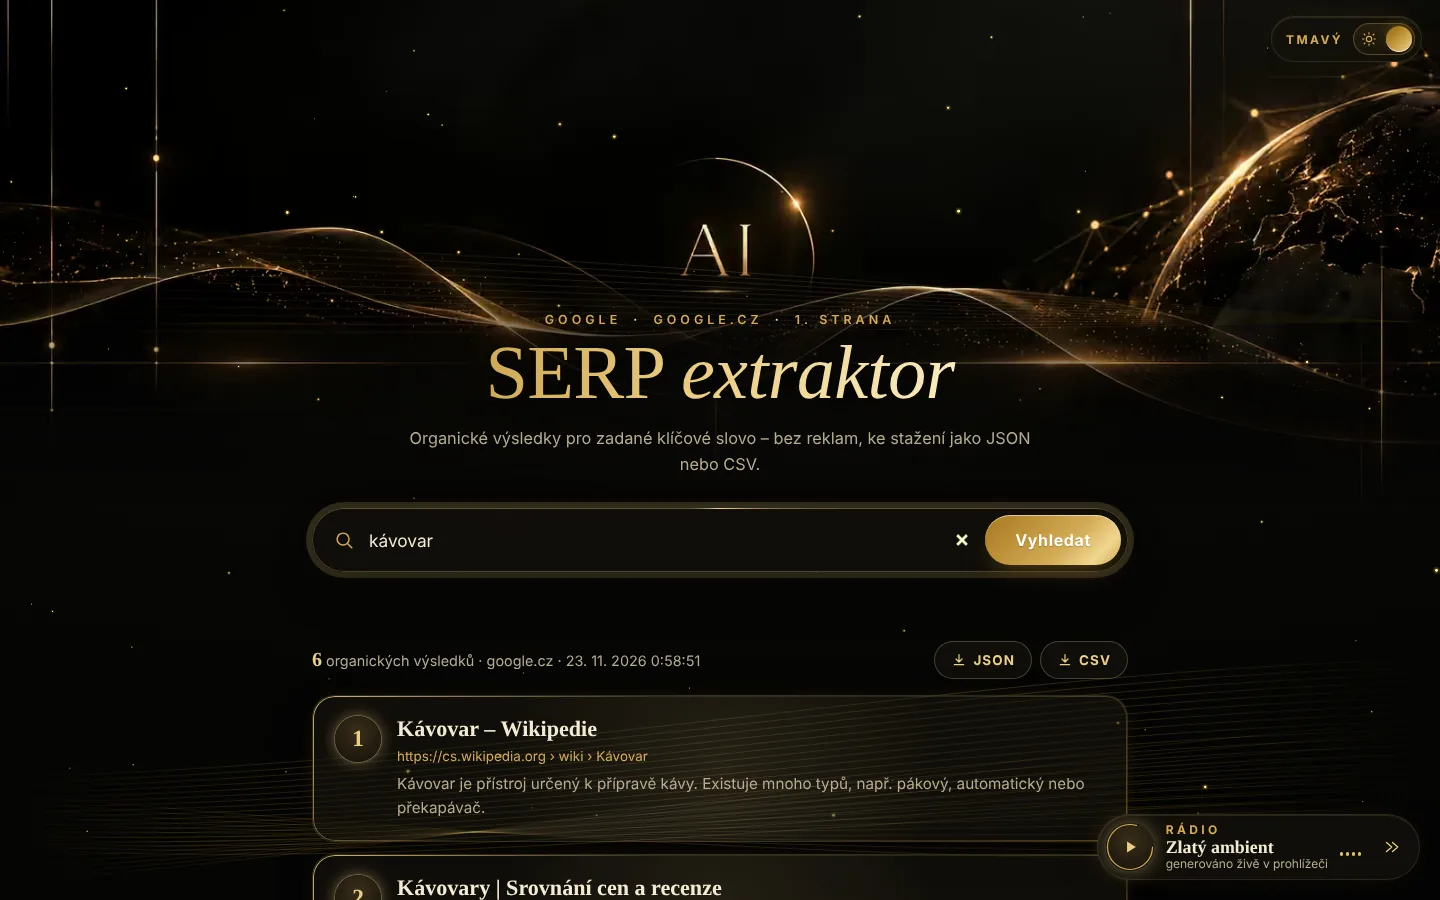 TMAVÝ
AI
GOOGLE · GOOGLE.CZ · 1. STRANA
SERP extraktor
Organické výsledky pro zadané klíčové slovo – bez reklam, ke stažení jako JSON
nebo CSV.
kávovar
Vyhledat
6 organických výsledků · google.cz · 23. 11. 2026 0:58:51
JSON
CSV
1
Kávovar – Wikipedie
https://cs.wikipedia.org › wiki › Kávovar
Kávovar je přístroj určený k přípravě kávy. Existuje mnoho typů, např. pákový, automatický nebo
překapávač.
2
Kávovary | Srovnání cen a recenze
RÁDIO
Zlatý ambient
generováno živě v prohlížeči